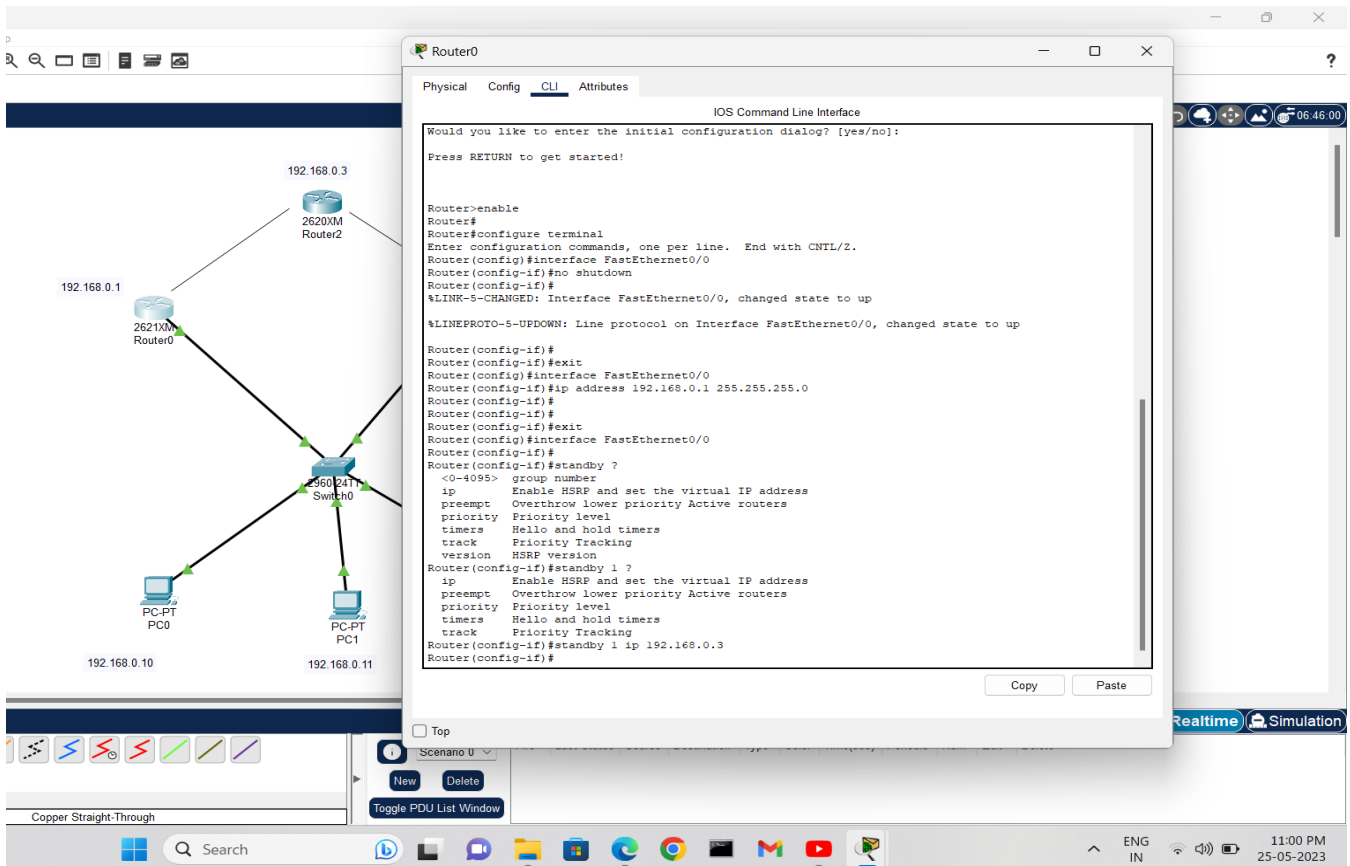 Router0
?
Physical Config CLI Attributes
IOS Command Line Interface
06:46:00
Would you like to enter the initial configuration dialog? [yes/no]:
Press RETURN to get started!
Router>enable
Router#
Router#configure terminal
Enter configuration commands, one per line. End with CNTL/Z.
Router(config)#interface FastEthernet0/0
Router(config-if)#no shutdown
Router(config-if)#
%LINK-5-CHANGED: Interface FastEthernet0/0, changed state to up
%LINEPROTO-5-UPDOWN: Line protocol on Interface FastEthernet0/0, changed state to up
Router(config-if)#
Router(config-if)#exit
Router(config)#interface FastEthernet0/0
Router(config-if)#ip address 192.168.0.1 255.255.255.0
Router(config-if)#
Router(config-if)#
Router(config-if)#exit
Router(config)#interface FastEthernet0/0
Router(config-if)#
Router(config-if)#standby ?
<0-4095> group number
ip Enable HSRP and set the virtual IP address
preempt Overthrow lower priority Active routers
priority Priority level
timers Hello and hold timers
track Priority Tracking
version HSRP version
Router(config-if)#standby 1 ?
ip Enable HSRP and set the virtual IP address
preempt Overthrow lower priority Active routers
priority Priority level
timers Hello and hold timers
track Priority Tracking
Router(config-if)#standby 1 ip 192.168.0.3
Router(config-if)#
Copy Paste
Top
192.168.0.3
2620XM
Router2
192.168.0.1
2621XM
Router0
2960-24TT
Switch0
PC-PT
PC0
PC-PT
PC1
192.168.0.10
192.168.0.11
Realtime Simulation
Scenario 0
New Delete
Toggle PDU List Window
Copper Straight-Through
Search
ENG
IN
11:00 PM
25-05-2023